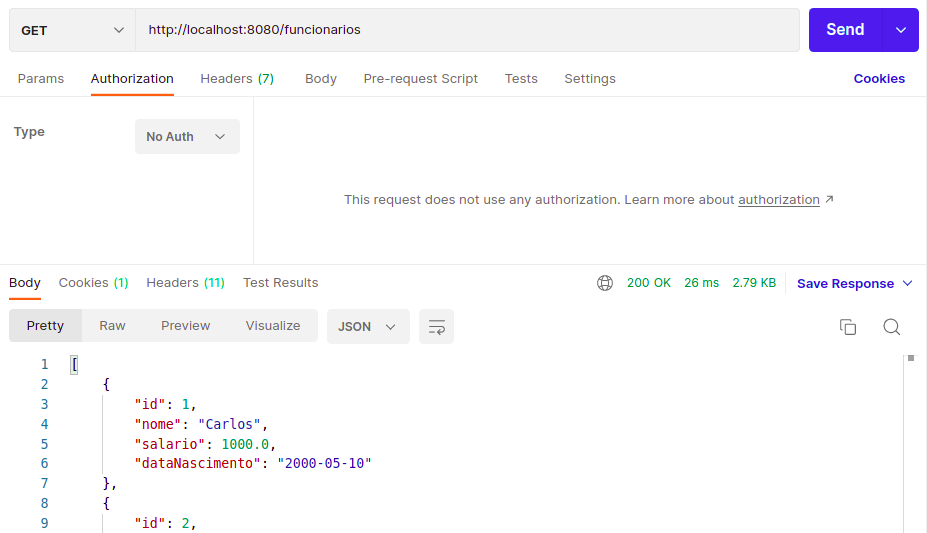 GET http://localhost:8080/funcionarios Send
Params Authorization Headers (7) Body Pre-request Script Tests Settings Cookies
Type No Auth
This request does not use any authorization. Learn more about authorization ↗
Body Cookies (1) Headers (11) Test Results 200 OK 26 ms 2.79 KB Save Response
Pretty Raw Preview Visualize JSON
1 [
2 {
3 "id": 1,
4 "nome": "Carlos",
5 "salario": 1000.0,
6 "dataNascimento": "2000-05-10"
7 },
8 {
9 "id": 2,